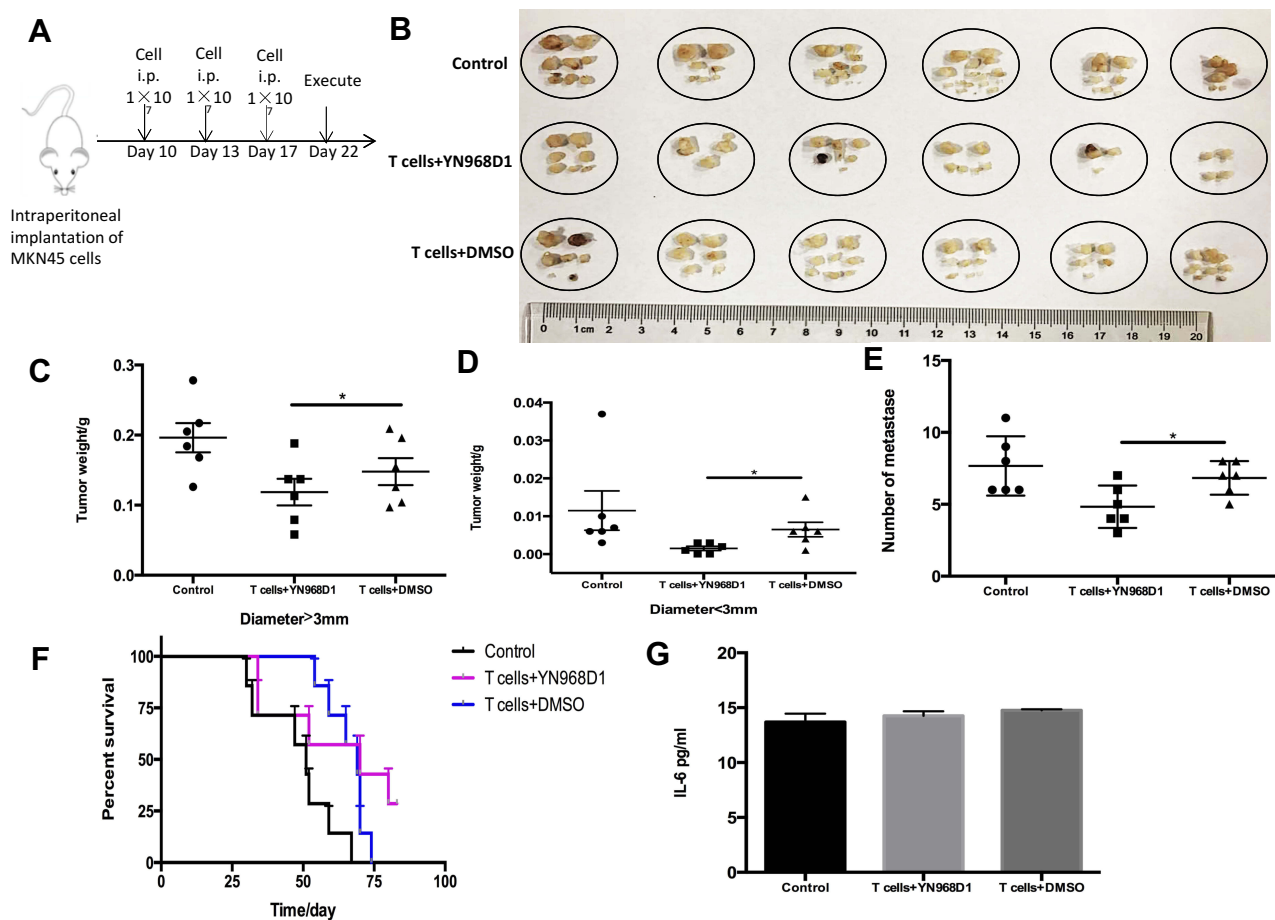 A
Cell Cell Cell
i.p. i.p. i.p. Execute
1×10 1×10 1×10
7 7 7
Day 10 Day 13 Day 17 Day 22
Intraperitoneal
implantation of
MKN45 cells
B
Control
T cells+YN968D1
T cells+DMSO
0 1cm 2 3 4 5 6 7 8 9 10 11 12 13 14 15 16 17 18 19 20
C
Tumor weight/g
0.3
0.2
0.1
0.0
*
Control T cells+YN968D1 T cells+DMSO
Diameter>3mm
D
Tumor weight/g
0.04
0.03
0.02
0.01
0.00
*
Control T cells+YN968D1 T cells+DMSO
Diameter<3mm
E
Number of metastase
15
10
5
0
*
Control T cells+YN968D1 T cells+DMSO
F
Percent survival
100
75
50
25
0
0 25 50 75 100
Time/day
Control
T cells+YN968D1
T cells+DMSO
G
IL-6 pg/ml
20
15
10
5
0
Control T cells+YN968D1 T cells+DMSO